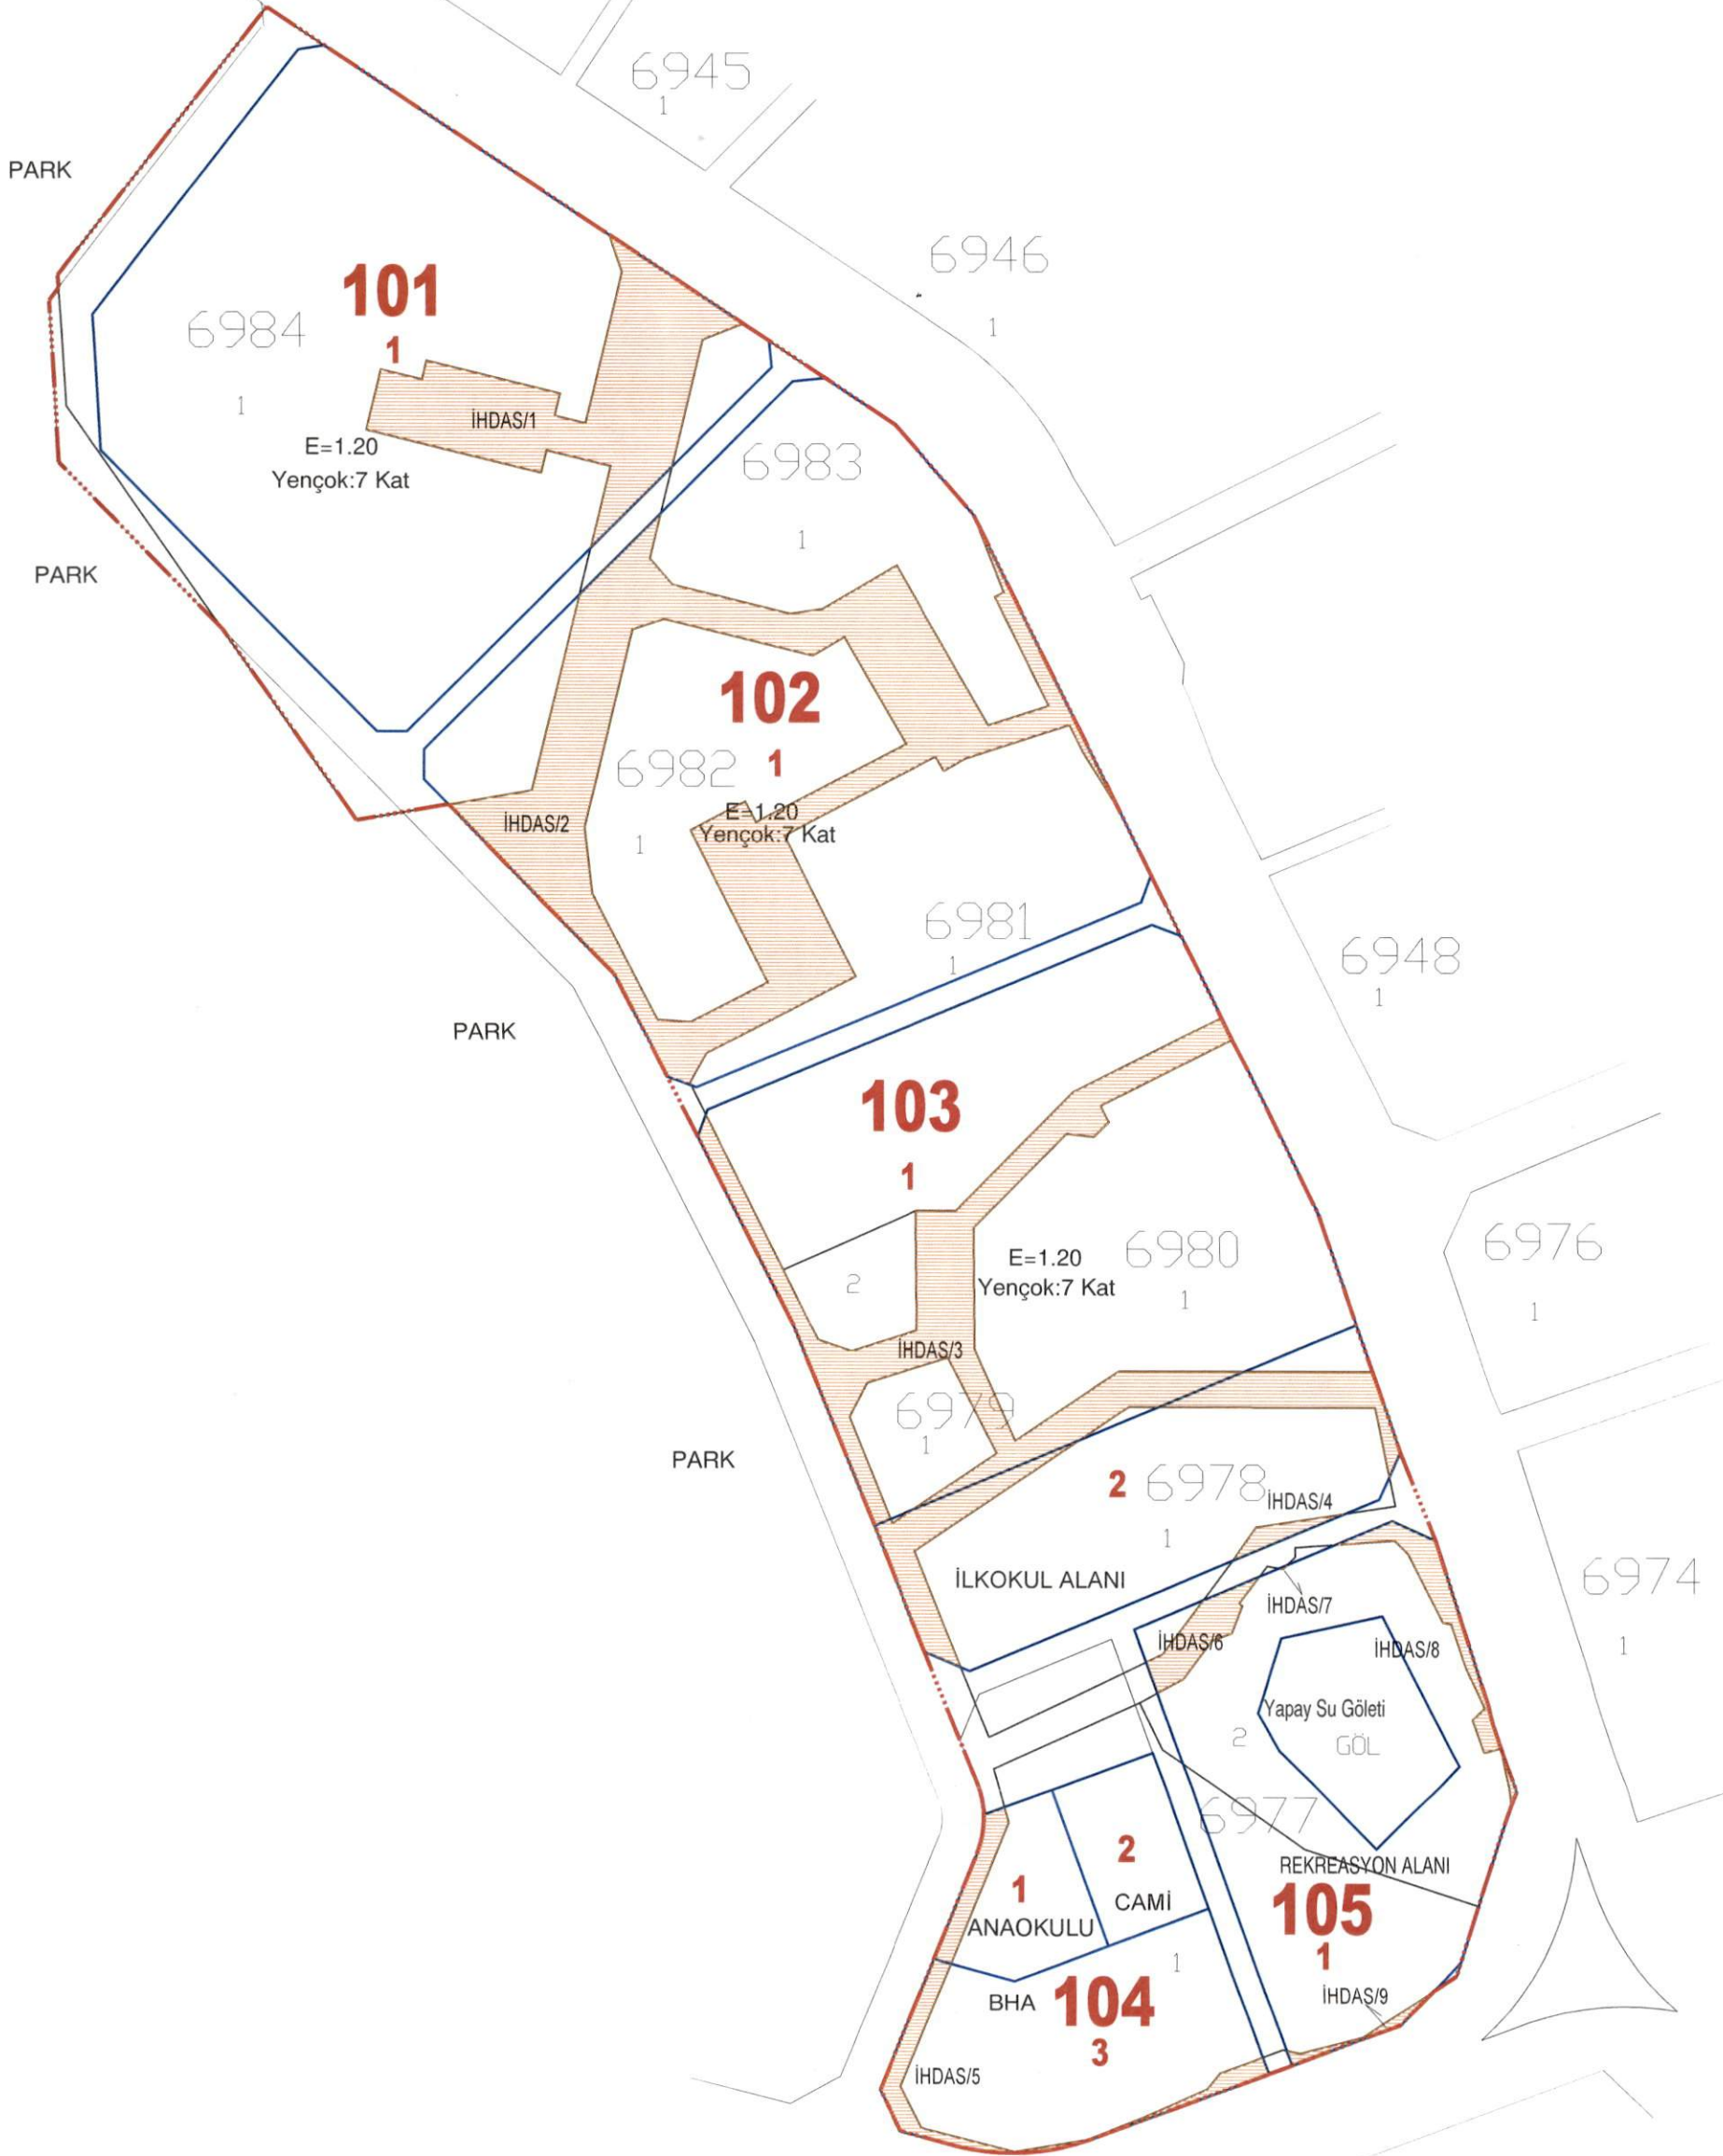 6945
1
PARK
6946
1
101
1
6984
1
İHDAS/1
E=1.20
Yençok:7 Kat
6983
1
PARK
102
1
6982
1
E=1.20
Yençok:7 Kat
İHDAS/2
6981
1
6948
1
PARK
103
1
6980
1
E=1.20
Yençok:7 Kat
2
6976
1
İHDAS/3
6979
1
PARK
2
6978
1
İHDAS/4
İLKOKUL ALANI
6974
1
İHDAS/7
İHDAS/6
İHDAS/8
Yapay Su Göleti
GÖL
2
6977
REKREASYON ALANI
105
1
2
CAMİ
1
ANAOKULU
1
BHA
104
3
İHDAS/9
İHDAS/5